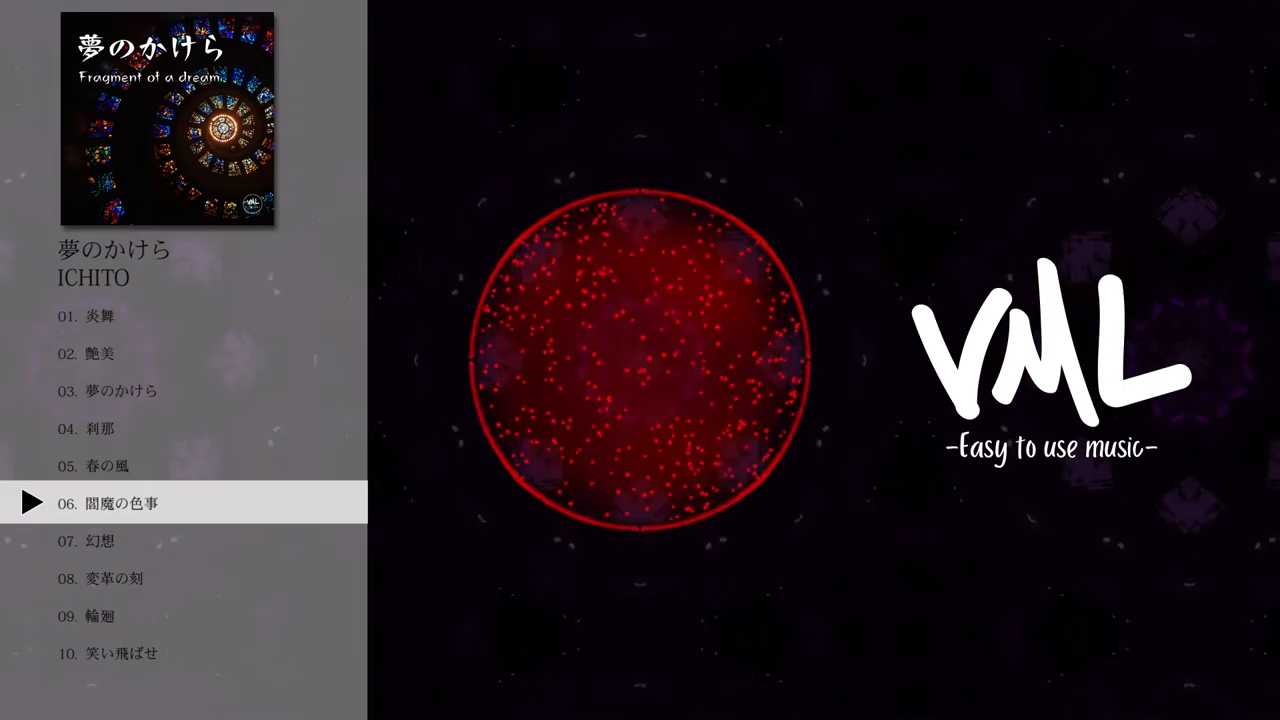 夢のかけら
Fragment of a dream
VML
夢のかけら
ICHITO
01. 炎舞
02. 艶美
03. 夢のかけら
04. 刹那
05. 春の風
06. 閻魔の色事
07. 幻想
08. 変革の刻
09. 輪廻
10. 笑い飛ばせ
VML
-Easy to use music-